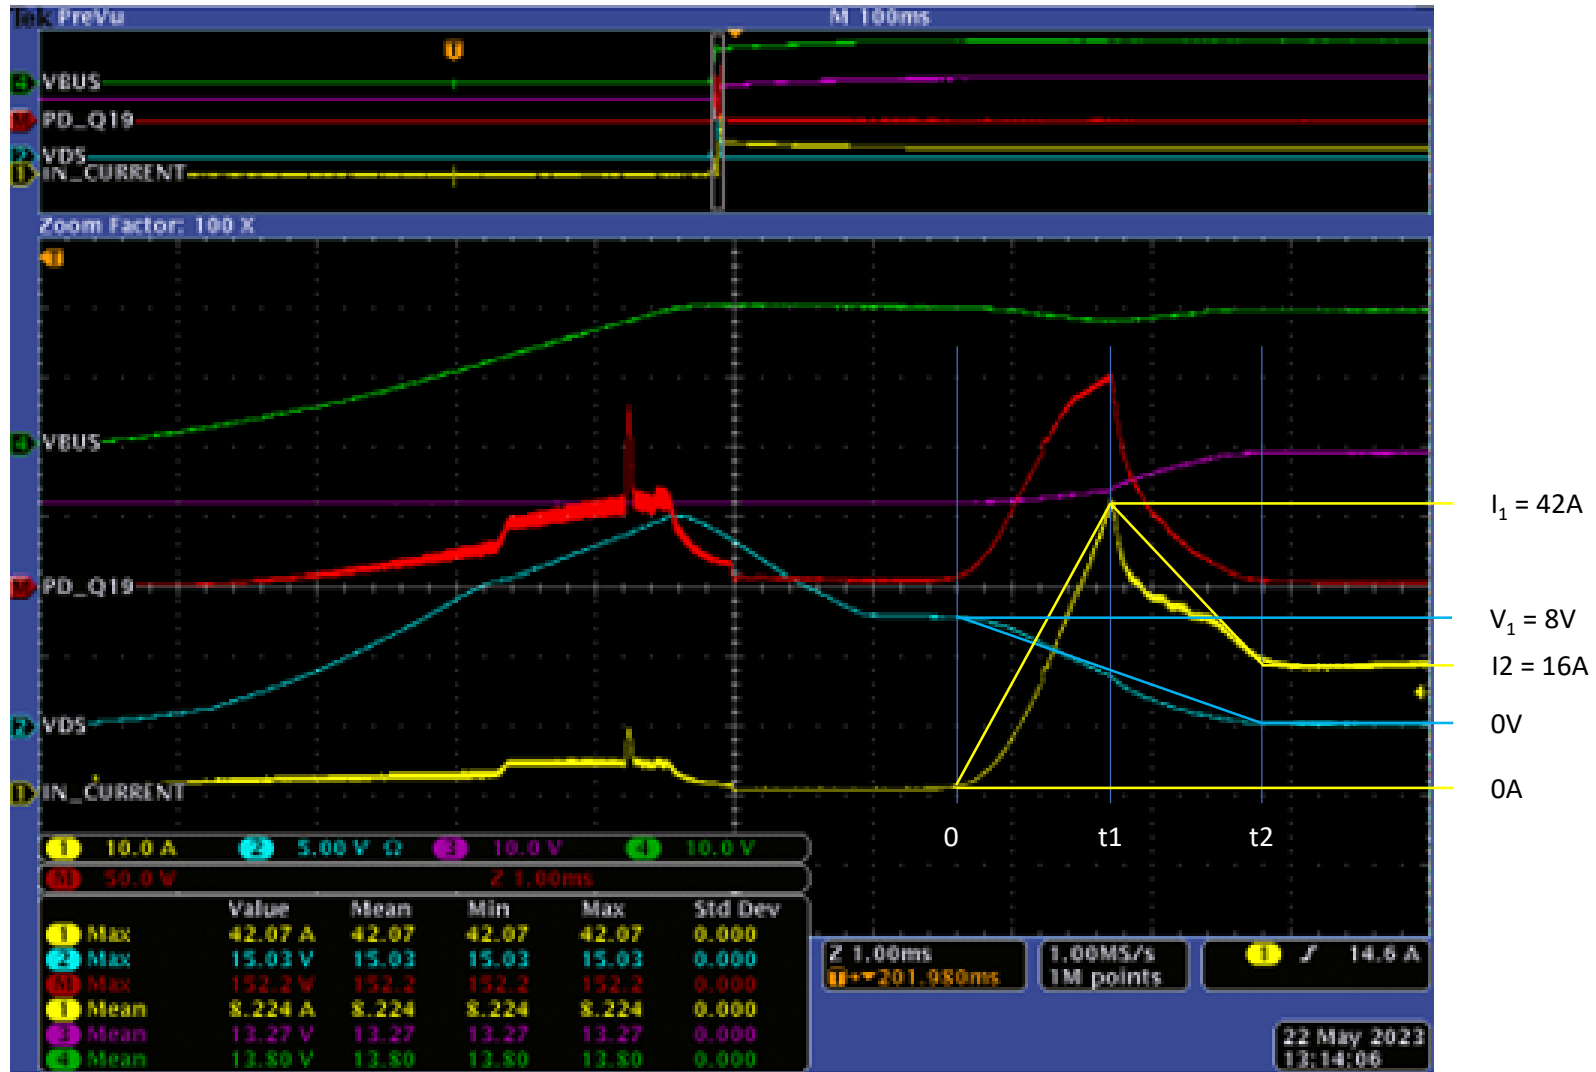 Tek PreVu M 100ms
T
4 VBUS
M PD_Q19
2 VDS
1 IN_CURRENT
Zoom Factor: 100 X
T
4 VBUS
I₁ = 42A
M PD_Q19
V₁ = 8V
I2 = 16A
2 VDS 0V
1 IN_CURRENT 0A
0 t1 t2
1 10.0 A 2 5.00 V Ω 3 10.0 V 4 10.0 V
M 50.0 W Z 1.00ms
Value Mean Min Max Std Dev
1 Max 42.07 A 42.07 42.07 42.07 0.000
2 Max 15.03 V 15.03 15.03 15.03 0.000
M Max 152.2 W 152.2 152.2 152.2 0.000
1 Mean 8.224 A 8.224 8.224 8.224 0.000
3 Mean 13.27 V 13.27 13.27 13.27 0.000
4 Mean 13.80 V 13.80 13.80 13.80 0.000
Z 1.00ms
T→▼201.980ms
1.00MS/s
1M points
1 ∫ 14.6 A
22 May 2023
13:14:06